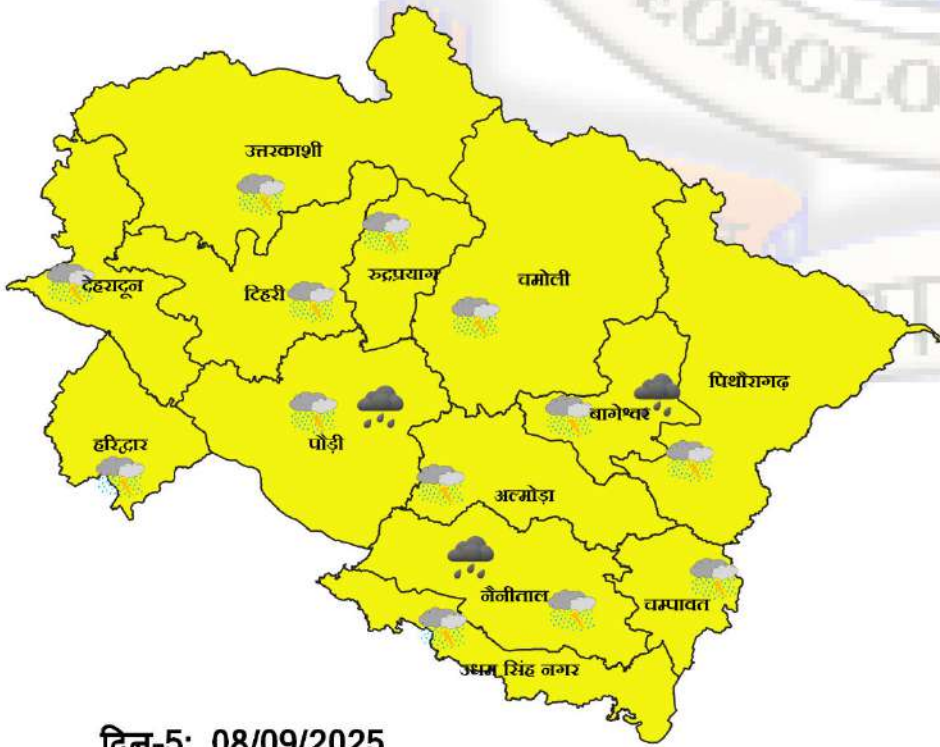 OROLO
उत्तरकाशी
रुद्रप्रयाग
चमोली
देहरादून
टिहरी
पिथौरागढ़
बागेश्वर
हरिद्वार
पौड़ी
अल्मोड़ा
नैनीताल
चम्पावत
उधम सिंह नगर
दिन-5: 08/09/2025